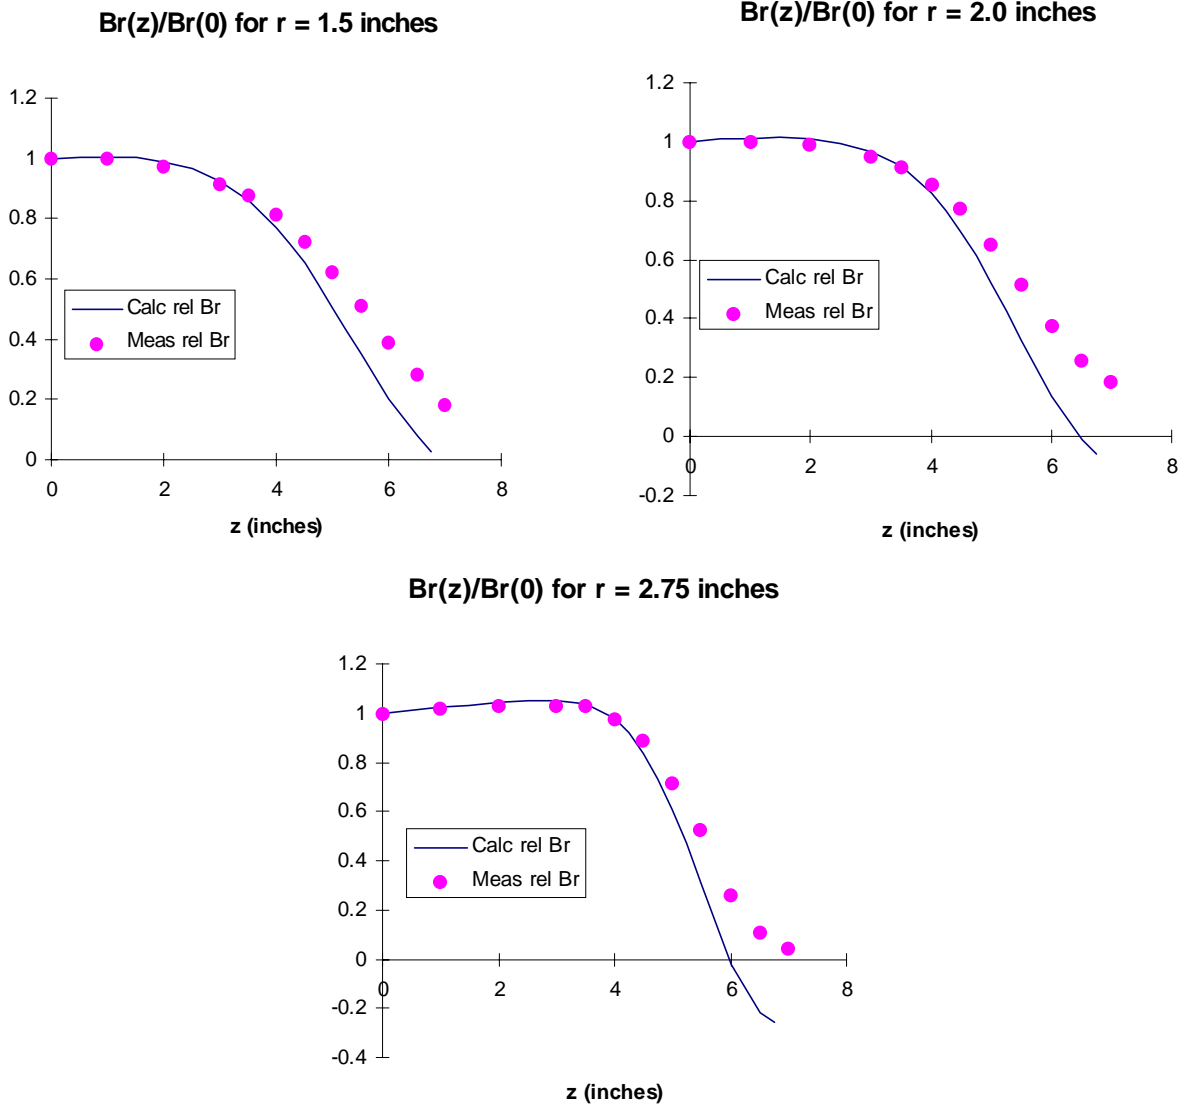 Br(z)/Br(0) for r = 1.5 inches
1.2
1
0.8
0.6
0.4
0.2
0
0 2 4 6 8
Calc rel Br
Meas rel Br
z (inches)
Br(z)/Br(0) for r = 2.0 inches
1.2
1
0.8
0.6
0.4
0.2
0
-0.2
0 2 4 6 8
Calc rel Br
Meas rel Br
z (inches)
Br(z)/Br(0) for r = 2.75 inches
1.2
1
0.8
0.6
0.4
0.2
0
-0.2
-0.4
0 2 4 6 8
Calc rel Br
Meas rel Br
z (inches)